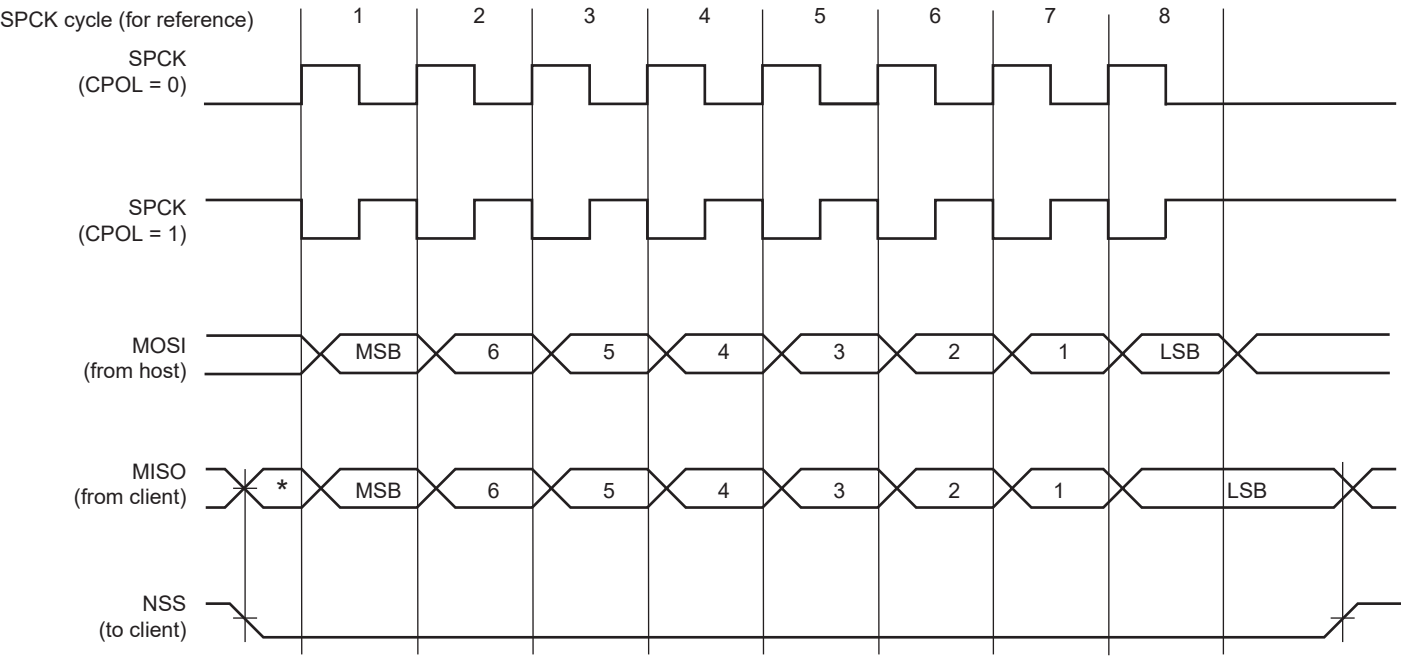 SPCK cycle (for reference) 1 2 3 4 5 6 7 8
SPCK
(CPOL = 0)
SPCK
(CPOL = 1)
MOSI
(from host)
MSB 6 5 4 3 2 1 LSB
MISO
(from client)
* MSB 6 5 4 3 2 1 LSB
NSS
(to client)